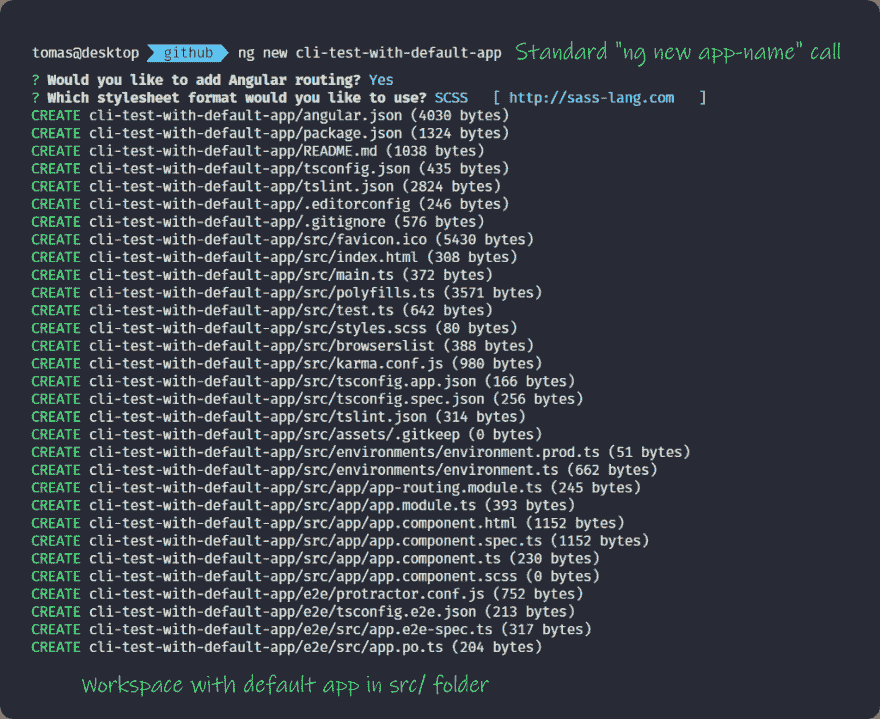 tomas@desktop github ng new cli-test-with-default-app Standard "ng new app-name" call
? Would you like to add Angular routing? Yes
? Which stylesheet format would you like to use? SCSS [ http://sass-lang.com ]
CREATE cli-test-with-default-app/angular.json (4030 bytes)
CREATE cli-test-with-default-app/package.json (1324 bytes)
CREATE cli-test-with-default-app/README.md (1038 bytes)
CREATE cli-test-with-default-app/tsconfig.json (435 bytes)
CREATE cli-test-with-default-app/tslint.json (2824 bytes)
CREATE cli-test-with-default-app/.editorconfig (246 bytes)
CREATE cli-test-with-default-app/.gitignore (576 bytes)
CREATE cli-test-with-default-app/src/favicon.ico (5430 bytes)
CREATE cli-test-with-default-app/src/index.html (308 bytes)
CREATE cli-test-with-default-app/src/main.ts (372 bytes)
CREATE cli-test-with-default-app/src/polyfills.ts (3571 bytes)
CREATE cli-test-with-default-app/src/test.ts (642 bytes)
CREATE cli-test-with-default-app/src/styles.scss (80 bytes)
CREATE cli-test-with-default-app/src/browserslist (388 bytes)
CREATE cli-test-with-default-app/src/karma.conf.js (980 bytes)
CREATE cli-test-with-default-app/src/tsconfig.app.json (166 bytes)
CREATE cli-test-with-default-app/src/tsconfig.spec.json (256 bytes)
CREATE cli-test-with-default-app/src/tslint.json (314 bytes)
CREATE cli-test-with-default-app/src/assets/.gitkeep (0 bytes)
CREATE cli-test-with-default-app/src/environments/environment.prod.ts (51 bytes)
CREATE cli-test-with-default-app/src/environments/environment.ts (662 bytes)
CREATE cli-test-with-default-app/src/app/app-routing.module.ts (245 bytes)
CREATE cli-test-with-default-app/src/app/app.module.ts (393 bytes)
CREATE cli-test-with-default-app/src/app/app.component.html (1152 bytes)
CREATE cli-test-with-default-app/src/app/app.component.spec.ts (1152 bytes)
CREATE cli-test-with-default-app/src/app/app.component.ts (230 bytes)
CREATE cli-test-with-default-app/src/app/app.component.scss (0 bytes)
CREATE cli-test-with-default-app/e2e/protractor.conf.js (752 bytes)
CREATE cli-test-with-default-app/e2e/tsconfig.e2e.json (213 bytes)
CREATE cli-test-with-default-app/e2e/src/app.e2e-spec.ts (317 bytes)
CREATE cli-test-with-default-app/e2e/src/app.po.ts (204 bytes)
Workspace with default app in src/ folder